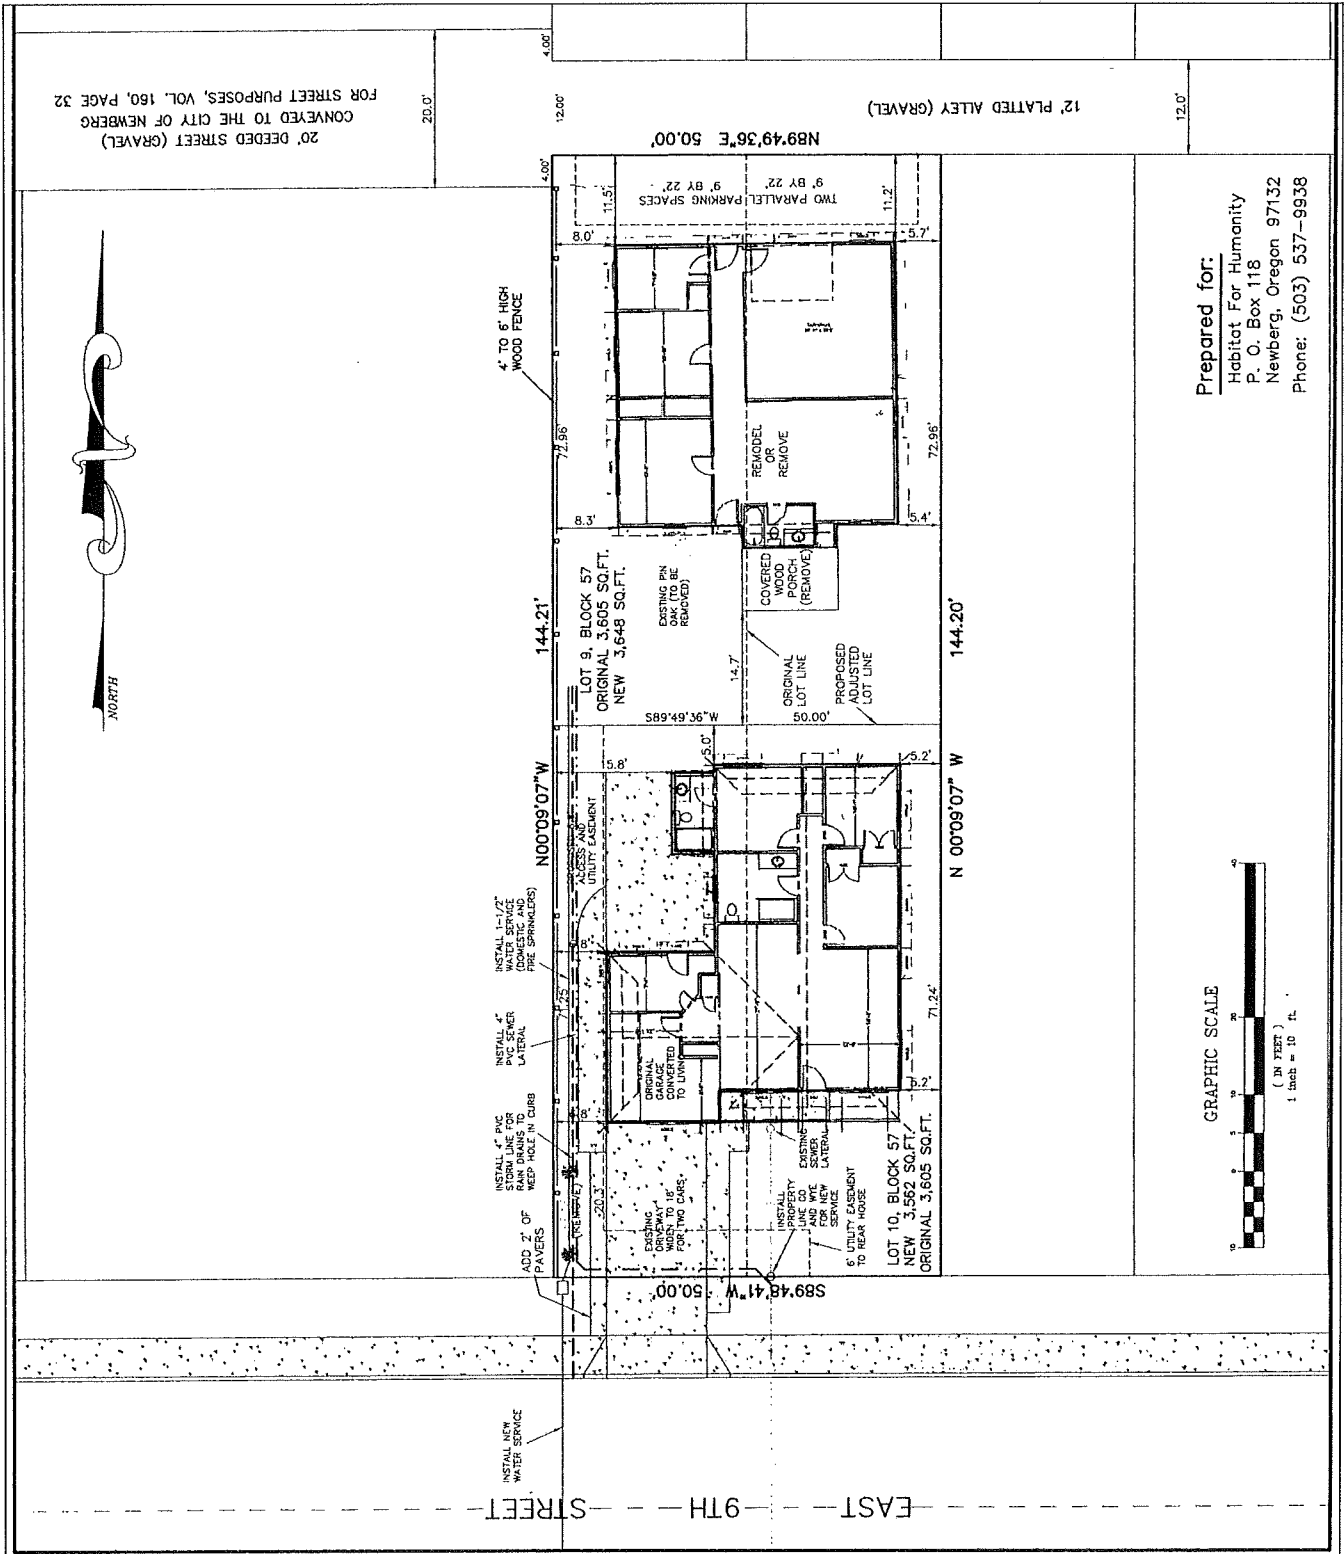 20' DEEDED STREET (GRAVEL)
CONVEYED TO THE CITY OF NEWBERG
FOR STREET PURPOSES, VOL. 160, PAGE 32
20.0'
4.00'
12.00'
4.00'
12' PLATTED ALLEY (GRAVEL)
12.0'
N89°49'36"E 50.00'
TWO PARALLEL PARKING SPACES
9' BY 22' 9' BY 22'
11.5'
11.2'
8.0'
5.7'
4' TO 6' HIGH
WOOD FENCE
72.96'
72.96'
REMODEL
OR
REMOVE
8.3'
5.4'
NORTH
COVERED
WOOD
PORCH
(REMOVE)
EXISTING PIN
OAK (TO BE
REMOVED)
LOT 9, BLOCK 57
ORIGINAL 3,605 SQ.FT.
NEW 3,648 SQ.FT.
144.21'
144.20'
14.7'
ORIGINAL
LOT LINE
PROPOSED
ADJUSTED
LOT LINE
S89°49'36"W
50.00'
N00°09'07"W
N 00°09'07" W
15.8'
5.0'
5.2'
ACCESS AND
UTILITY EASEMENT
INSTALL 1-1/2"
WATER SERVICE
(DOMESTIC AND
FIRE SPRINKLERS)
71.25'
71.24'
8'
INSTALL 4"
PVC SEWER
LATERAL
INSTALL 4" PVC
STORM LINE FOR
RAIN DRAINS TO
WEEP HOLE IN CURB
8'
5.2'
ORIGINAL
GARAGE
CONVERTED
TO LIVING
ADD 2' OF
PAVERS
(REMOVE)
20.3'
EXISTING
DRIVEWAY
WIDEN TO 18'
FOR TWO CARS
INSTALL
PROPERTY
LINE CO
AND WYE
FOR NEW
SERVICE
EXISTING
SEWER
LATERAL
6' UTILITY EASEMENT
TO REAR HOUSE
LOT 10, BLOCK 57
NEW 3,562 SQ.FT.
ORIGINAL 3,605 SQ.FT.
S89°48'41"W 50.00'
INSTALL NEW
WATER SERVICE
EAST 9TH STREET
GRAPHIC SCALE
10 0 5 10 20 40
( IN FEET )
1 inch = 10 ft.
Prepared for:
Habitat For Humanity
P. O. Box 118
Newberg, Oregon 97132
Phone: (503) 537-9938